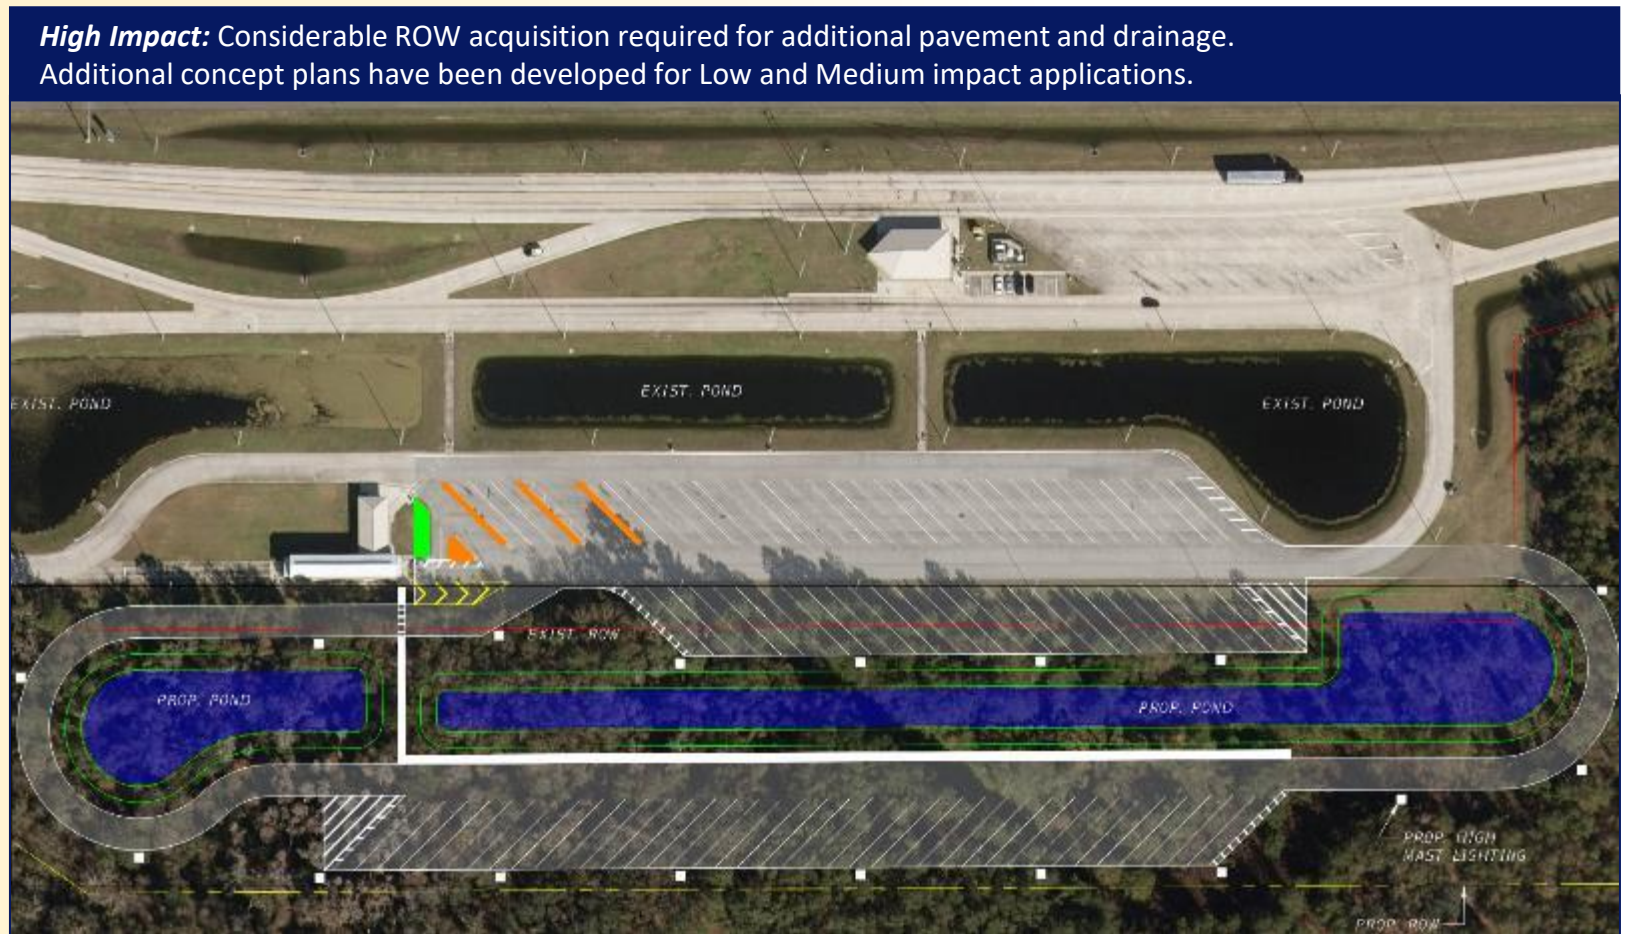 High Impact: Considerable ROW acquisition required for additional pavement and drainage.
Additional concept plans have been developed for Low and Medium impact applications.
EXIST. POND
EXIST. POND
EXIST. POND
EXIST. ROW
PROP. POND
PROP. POND
PROP. HIGH
MAST LIGHTING
PROP. ROW